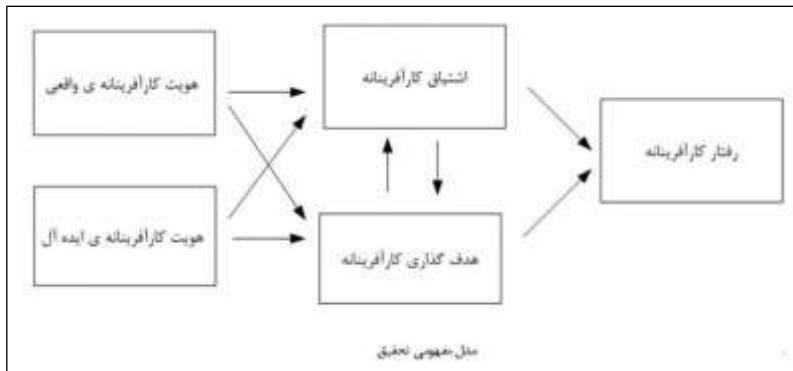 هویت کارآفرینانه ی واقعی
اشتیاق کارآفرینانه
رفتار کارآفرینانه
هویت کارآفرینانه ی ایده آل
هدف گذاری کارآفرینانه
مدل مفهومی تحقیق